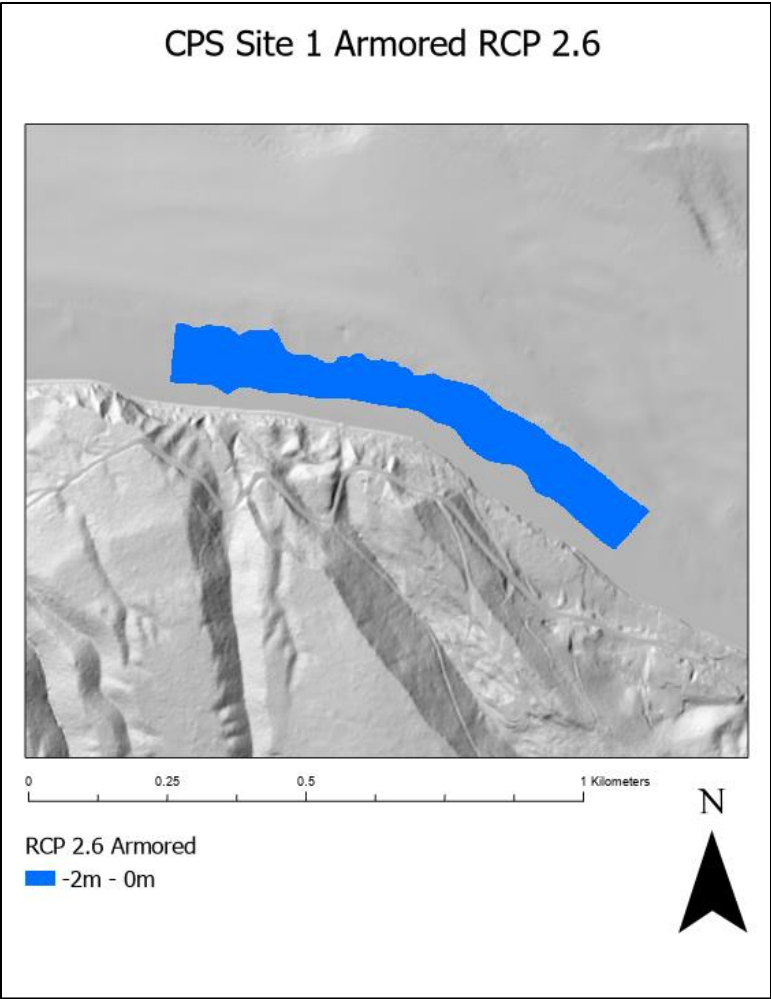 CPS Site 1 Armored RCP 2.6
0 0.25 0.5 1 Kilometers
N
RCP 2.6 Armored
-2m - 0m